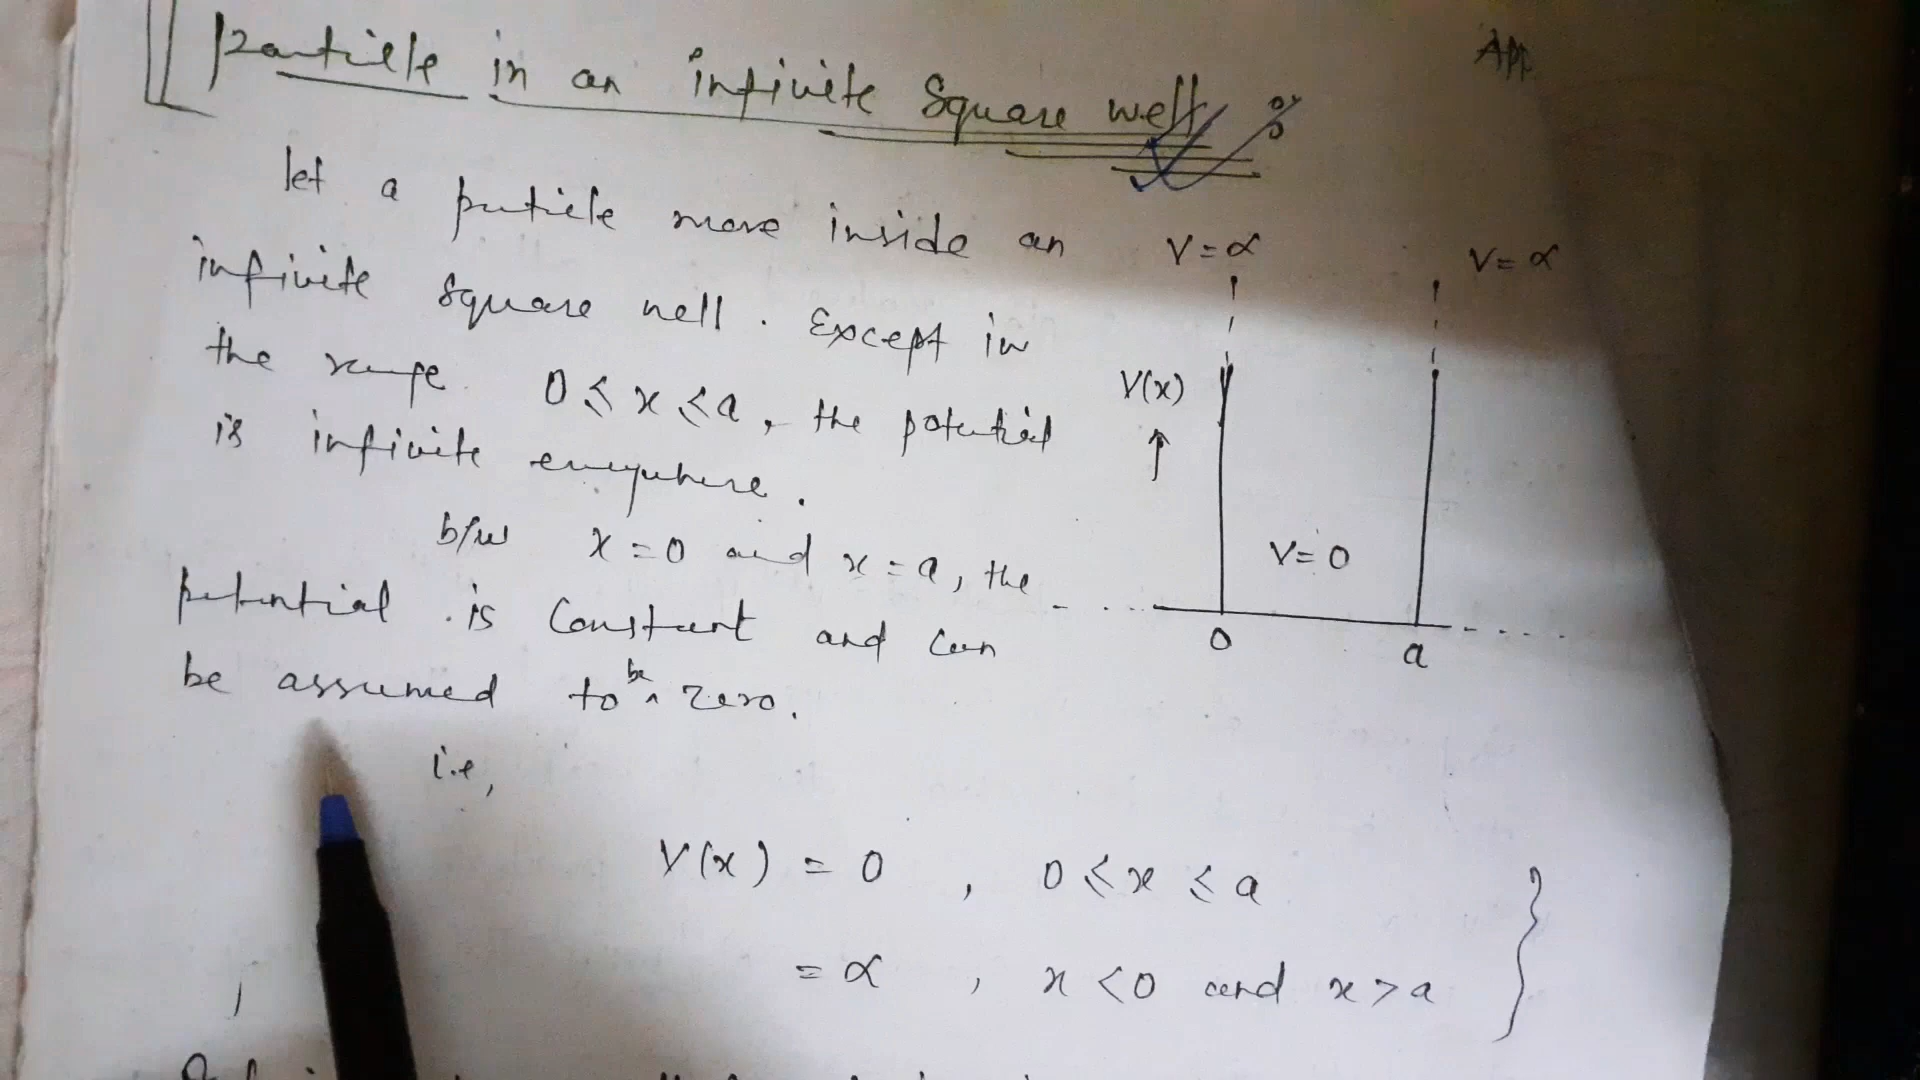 Particle in an infinite Square well
App
let a particle move inside an
infinite square well. Except in
the range 0 ≤ x ≤ a, the potential
is infinite everywhere.
b/w x = 0 and x = a, the
potential is Constant and can
be assumed to be zero.
i.e,
V(x) = 0 , 0 ≤ x ≤ a
= ∝ , x < 0 and x > a }
V = ∝
V = ∝
V(x)
↑
V = 0
0
a